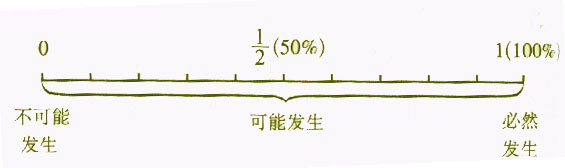 0 1/2(50%) 1(100%)
不可能 可能发生 必然
发生 发生